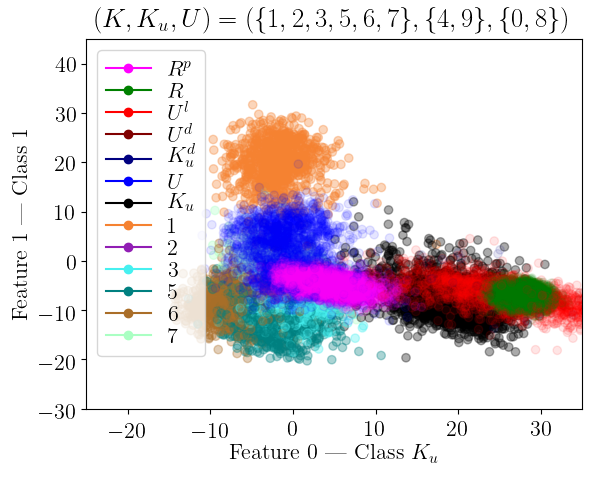 (K, K_u, U) = ({1, 2, 3, 5, 6, 7}, {4, 9}, {0, 8})
40
30
20
10
0
−10
−20
−30
Feature 1 — Class 1
R^p
R
U^l
U^d
K_u^d
U
K_u
1
2
3
5
6
7
−20 −10 0 10 20 30
Feature 0 — Class K_u